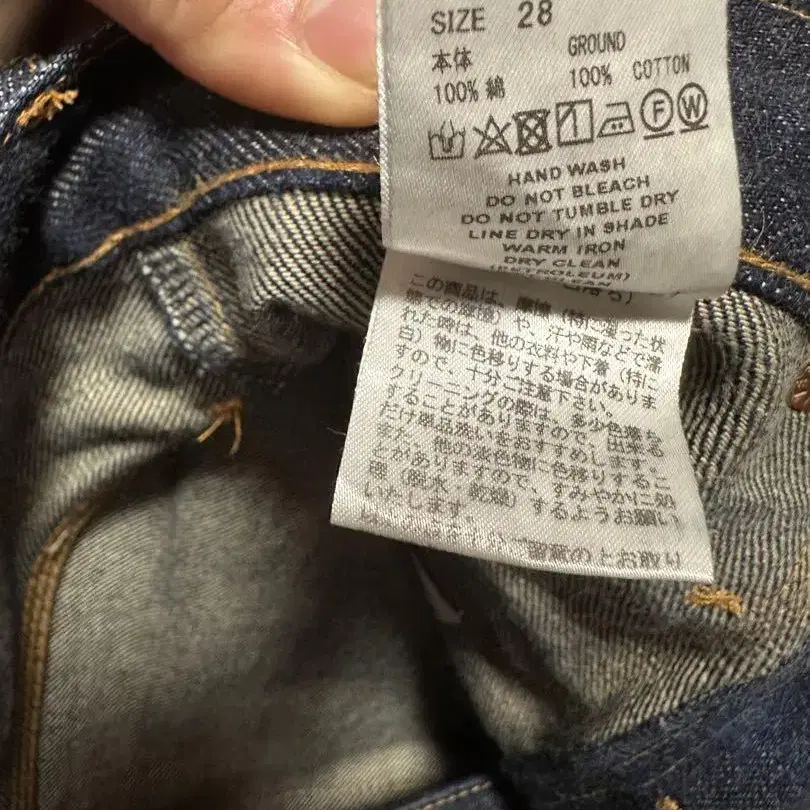 SIZE 28
本体
GROUND
100% 綿
100% COTTON
F W
HAND WASH
DO NOT BLEACH
DO NOT TUMBLE DRY
LINE DRY IN SHADE
WARM IRON
DRY CLEAN
(PETROLEUM)
この商品は、摩擦(特に湿った状
態での摩擦)や、汗や雨などで濡
れた時は、他の衣料や下着(特に
白)物に色移りする場合がありま
すので、十分ご注意下さい。
クリーニングの際は、多少色落ち
することがありますので、出来る
だけ単品洗いをおすすめします。
また、他の淡色物に色移りするこ
とがありますので、すみやかに処
理(脱水・乾燥)するようお願い
いたします。
留意の上お取り